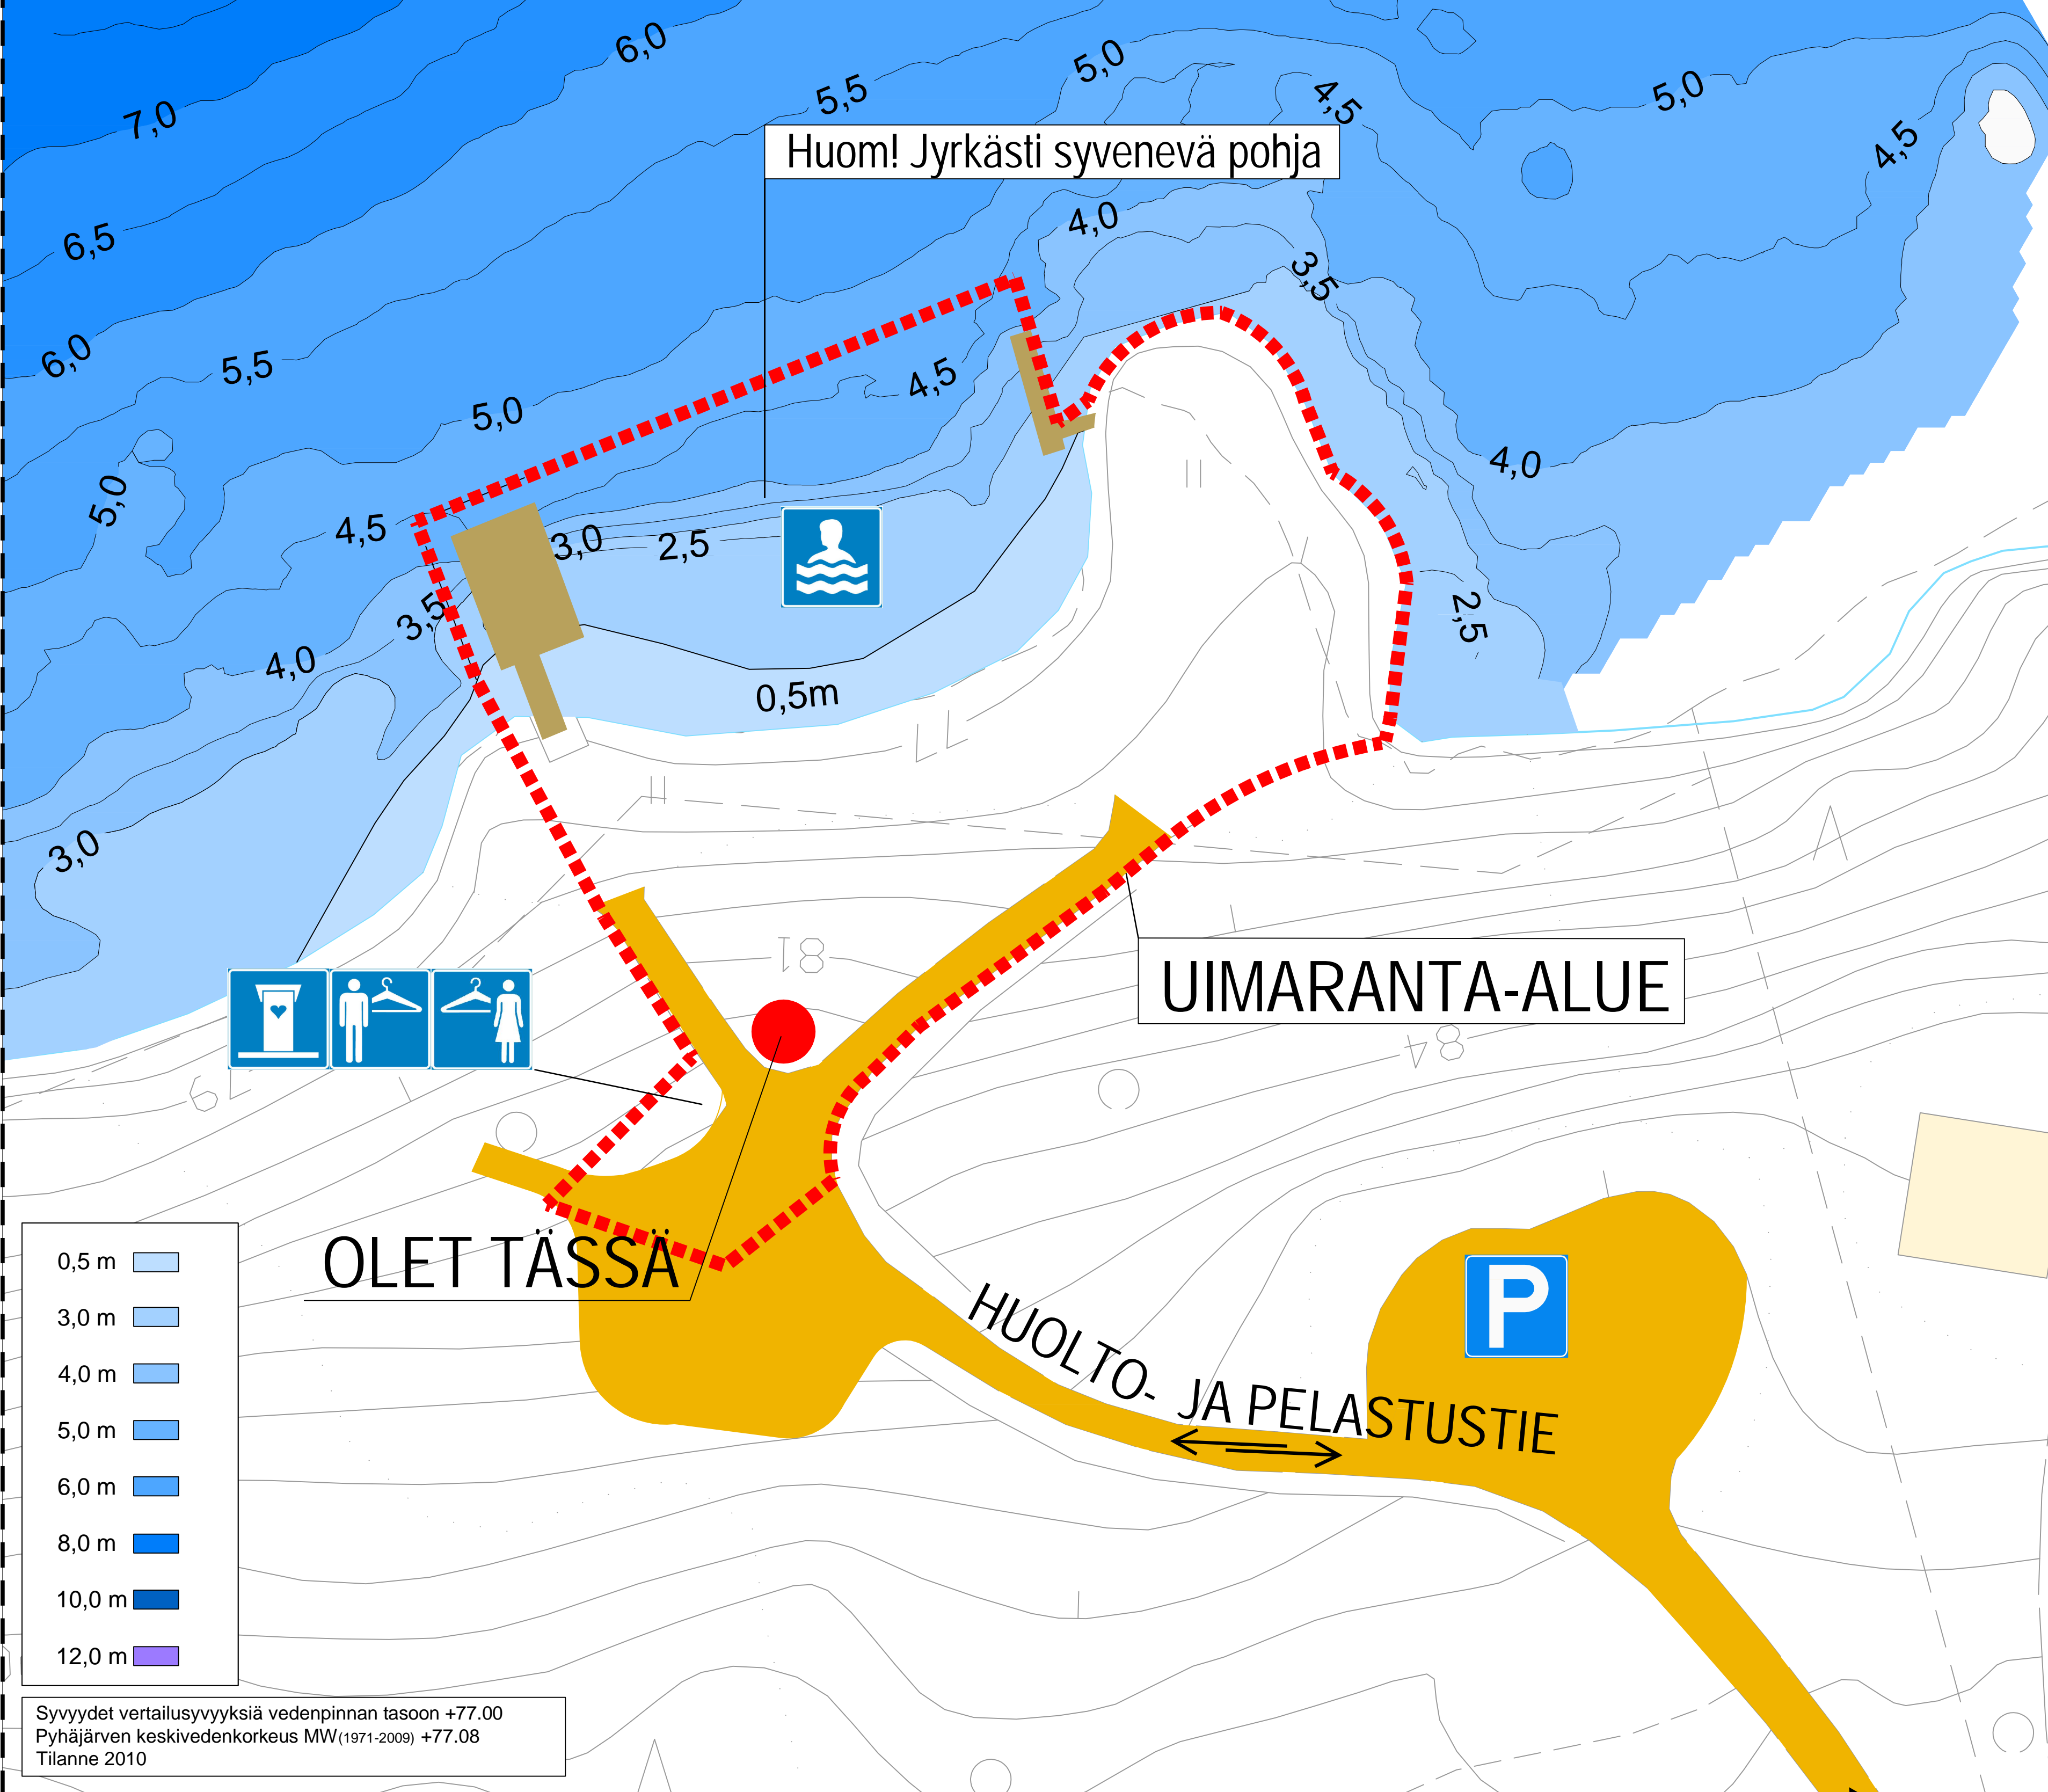 6,0
5,0
5,5
4,5
5,0
7,0
4,5
Huom! Jyrkästi syvenevä pohja
4,0
6,5
3,5
6,0
5,5
4,5
5,0
4,0
5,0
4,5
3,0
2,5
3,5
2,5
4,0
0,5m
3,0
18
UIMARANTA-ALUE
OLET TÄSSÄ
HUOLTO- JA PELASTUSTIE
P
0,5 m
3,0 m
4,0 m
5,0 m
6,0 m
8,0 m
10,0 m
12,0 m
Syvyydet vertailusyvyyksiä vedenpinnan tasoon +77.00
Pyhäjärven keskivedenkorkeus MW(1971-2009) +77.08
Tilanne 2010